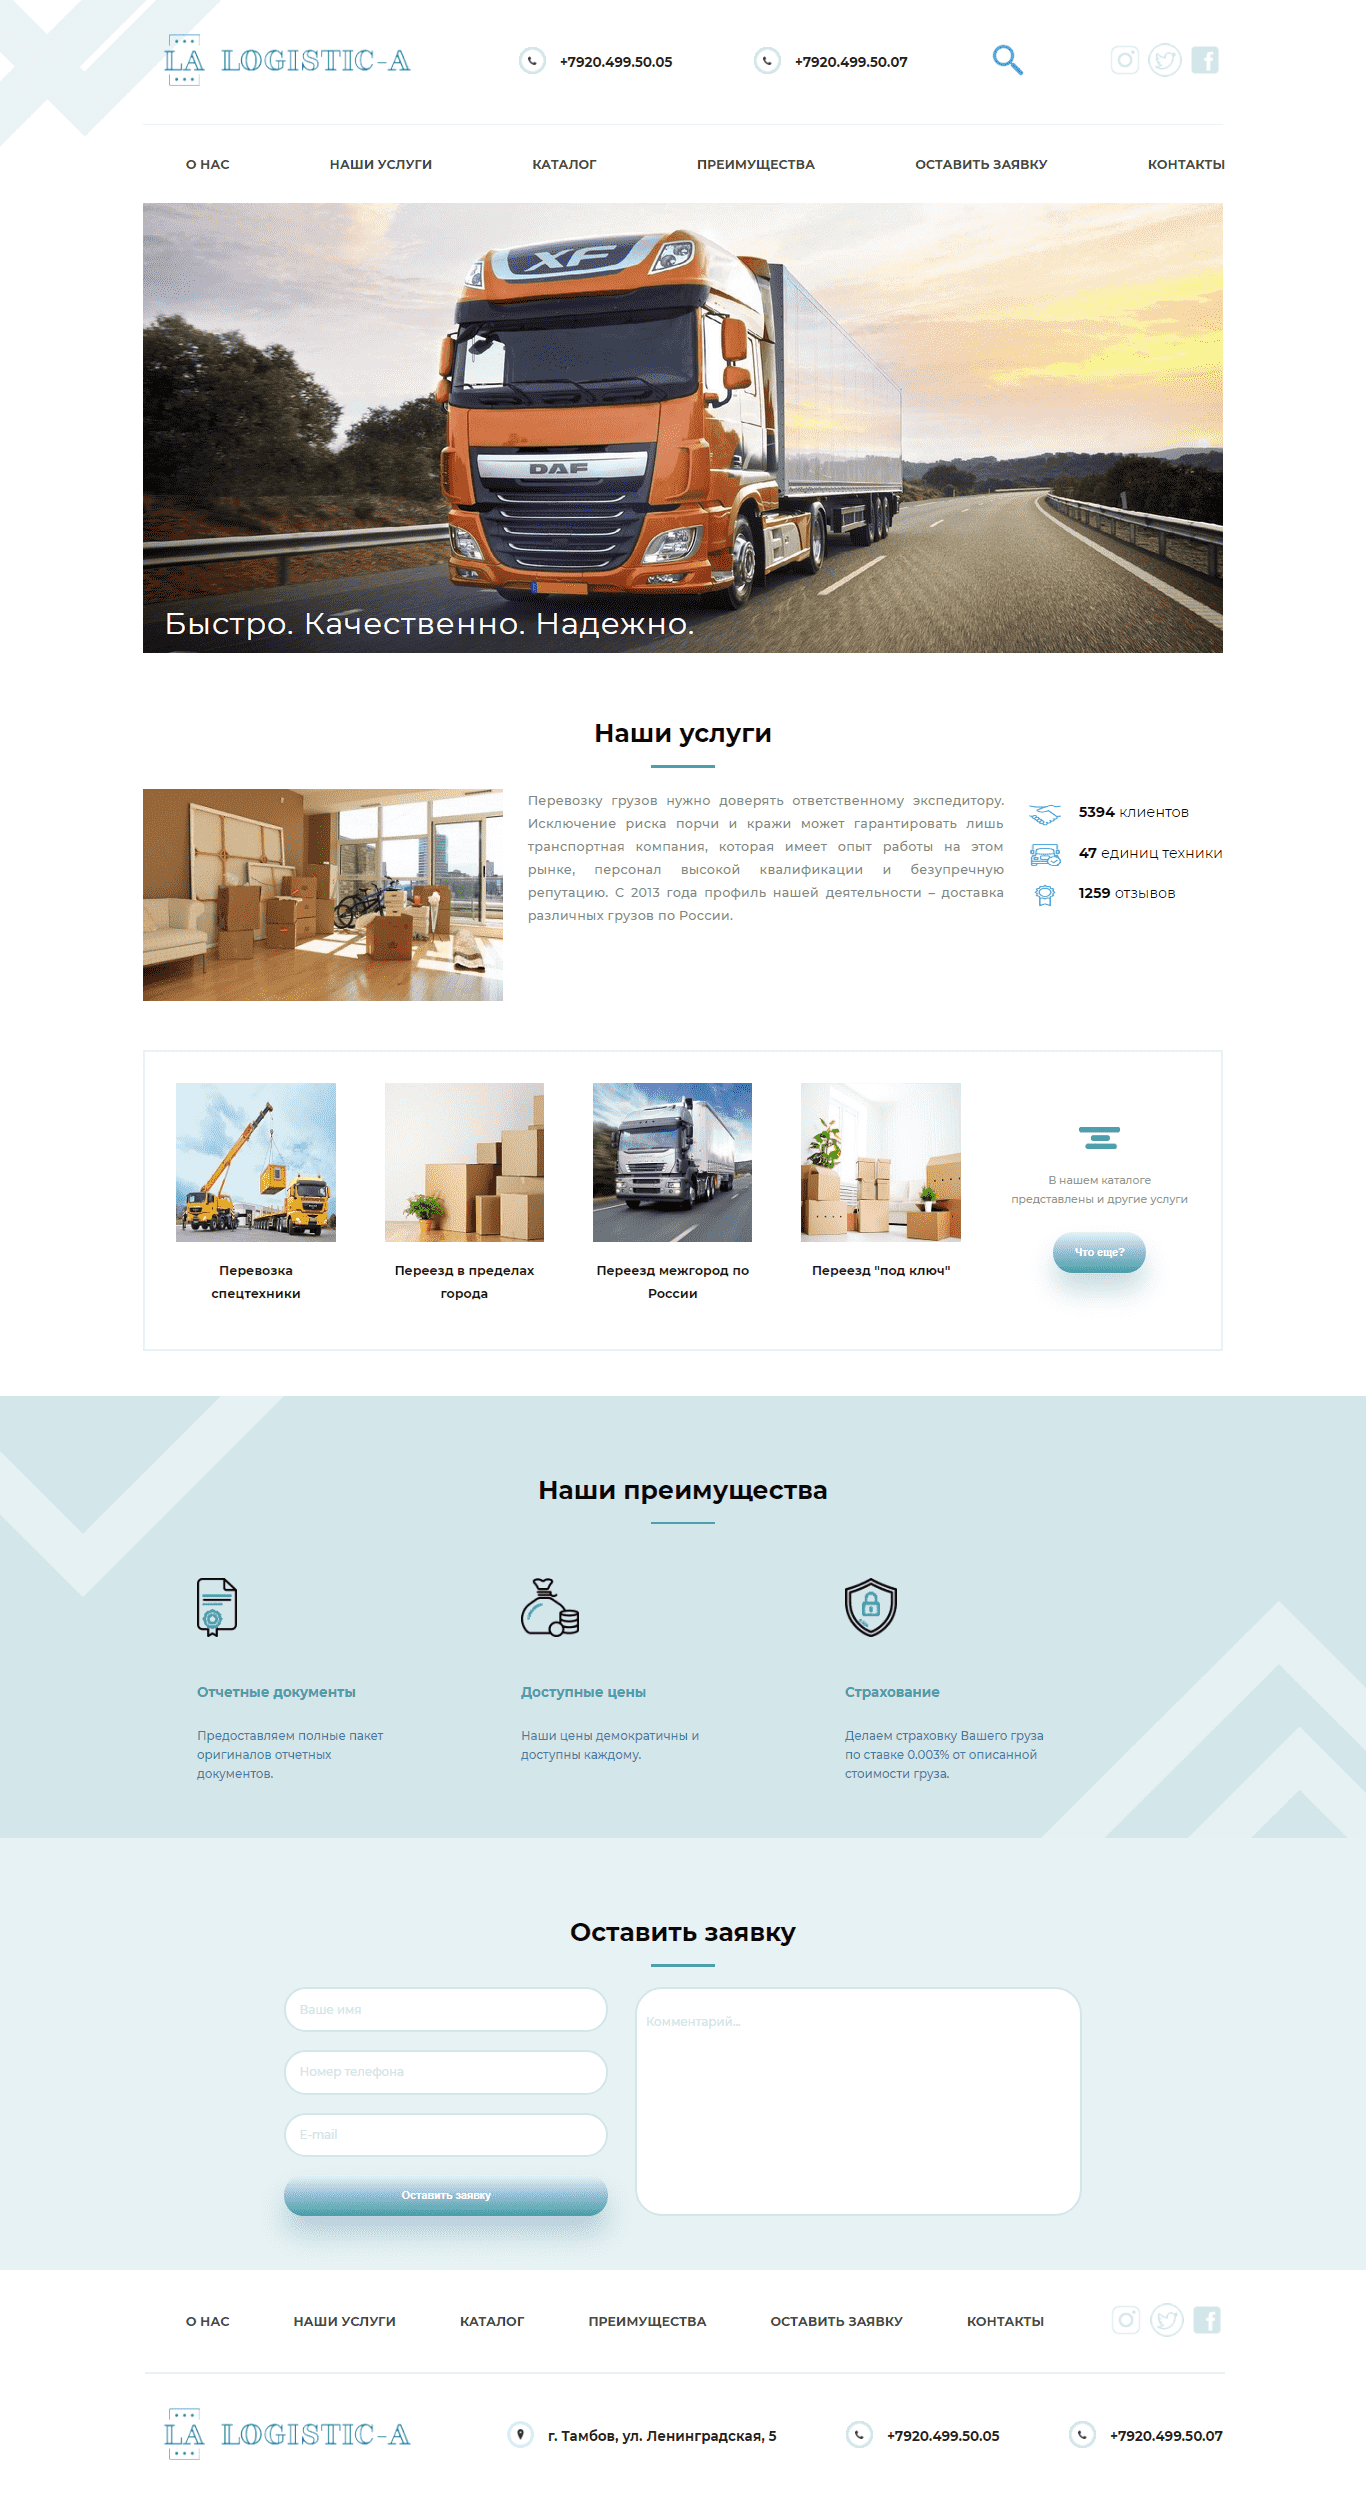 LA LOGISTIC-A
+7920.499.50.05
+7920.499.50.07
О НАС
НАШИ УСЛУГИ
КАТАЛОГ
ПРЕИМУЩЕСТВА
ОСТАВИТЬ ЗАЯВКУ
КОНТАКТЫ
XF
DAF
Быстро. Качественно. Надежно.
Наши услуги
Перевозку грузов нужно доверять ответственному экспедитору.
Исключение риска порчи и кражи может гарантировать лишь
транспортная компания, которая имеет опыт работы на этом
рынке, персонал высокой квалификации и безупречную
репутацию. С 2013 года профиль нашей деятельности – доставка
различных грузов по России.
5394 клиентов
47 единиц техники
1259 отзывов
Перевозка
спецтехники
Переезд в пределах
города
Переезд межгород по
России
Переезд "под ключ"
В нашем каталоге
представлены и другие услуги
Что еще?
Наши преимущества
Отчетные документы
Предоставляем полные пакет
оригиналов отчетных
документов.
Доступные цены
Наши цены демократичны и
доступны каждому.
Страхование
Делаем страховку Вашего груза
по ставке 0.003% от описанной
стоимости груза.
Оставить заявку
Ваше имя
Номер телефона
E-mail
Оставить заявку
Комментарий...
О НАС
НАШИ УСЛУГИ
КАТАЛОГ
ПРЕИМУЩЕСТВА
ОСТАВИТЬ ЗАЯВКУ
КОНТАКТЫ
LA LOGISTIC-A
г. Тамбов, ул. Ленинградская, 5
+7920.499.50.05
+7920.499.50.07